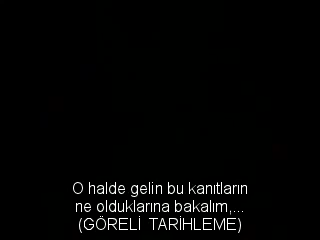 O halde gelin bu kanıtların
ne olduklarına bakalım,...
(GÖRELİ TARİHLEME)